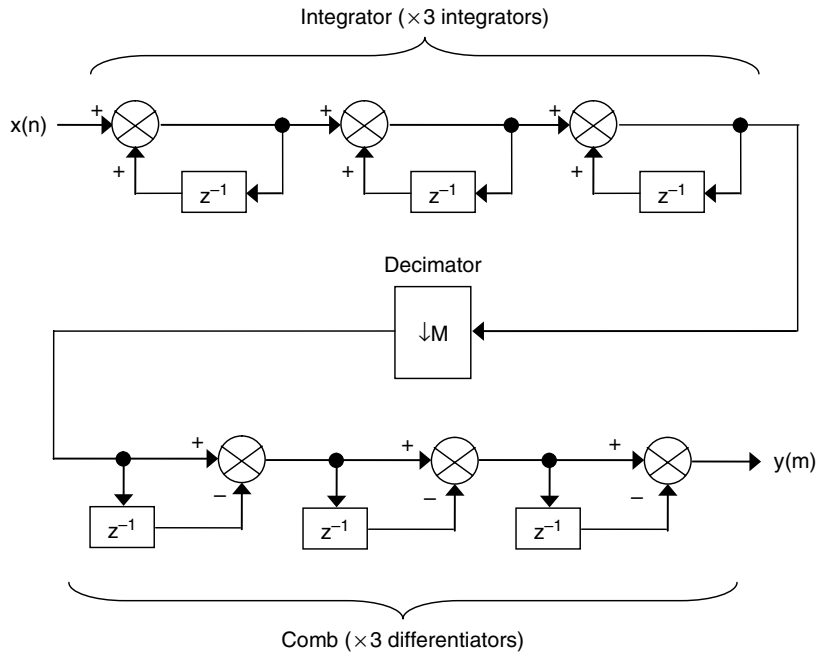 Integrator (×3 integrators)
+ + +
x(n)
+ + +
z⁻¹ z⁻¹ z⁻¹
Decimator
↓M
+ + +
y(m)
– – –
z⁻¹ z⁻¹ z⁻¹
Comb (×3 differentiators)